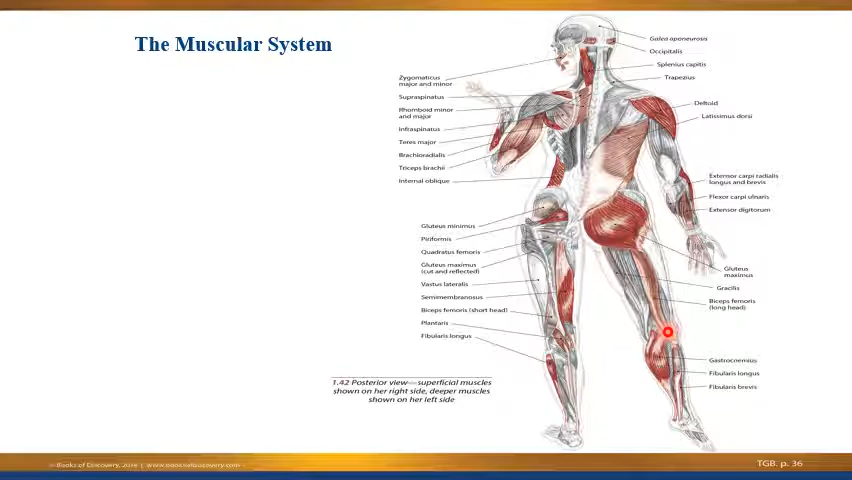 The Muscular System
Galea aponeurosis
Occipitalis
Splenius capitis
Trapezius
Zygomaticus
major and minor
Supraspinatus
Rhomboid minor
and major
Infraspinatus
Teres major
Brachioradialis
Triceps brachii
Internal oblique
Deltoid
Latissimus dorsi
Extensor carpi radialis
longus and brevis
Flexor carpi ulnaris
Extensor digitorum
Gluteus minimus
Piriformis
Quadratus femoris
Gluteus maximus
(cut and reflected)
Vastus lateralis
Semimembranosus
Biceps femoris (short head)
Plantaris
Fibularis longus
Gluteus
maximus
Gracilis
Biceps femoris
(long head)
Gastrocnemius
Fibularis longus
Fibularis brevis
1.42 Posterior view—superficial muscles
shown on her right side, deeper muscles
shown on her left side
TGB. p. 36